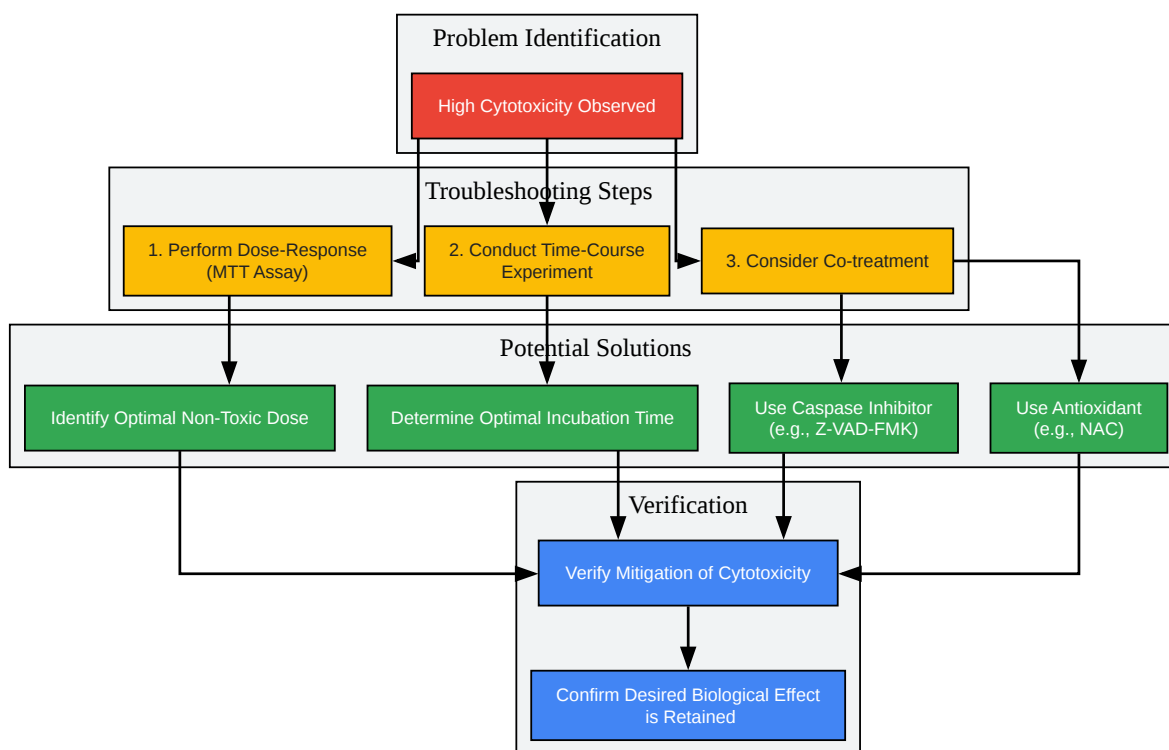 Problem Identification
High Cytotoxicity Observed
Troubleshooting Steps
1. Perform Dose-Response
(MTT Assay)
2. Conduct Time-Course
Experiment
3. Consider Co-treatment
Potential Solutions
Identify Optimal Non-Toxic Dose
Determine Optimal Incubation Time
Use Caspase Inhibitor
(e.g., Z-VAD-FMK)
Use Antioxidant
(e.g., NAC)
Verification
Verify Mitigation of Cytotoxicity
Confirm Desired Biological Effect
is Retained